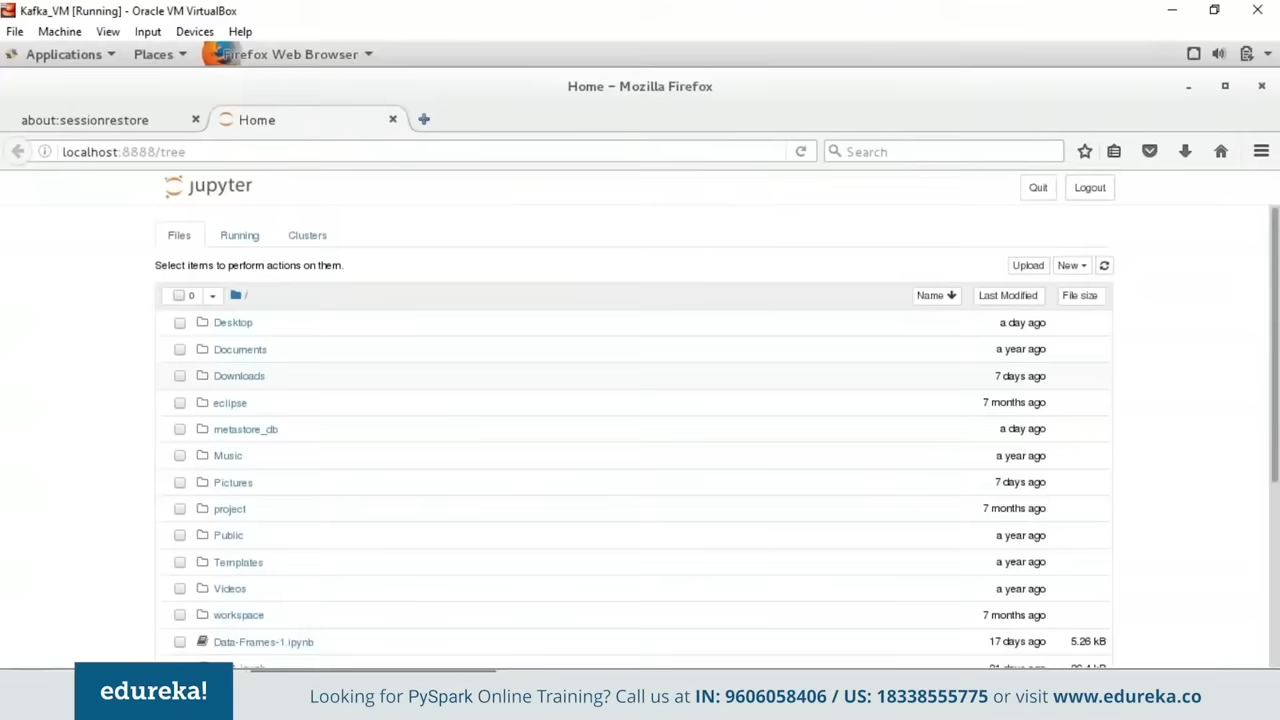 Kafka_VM [Running] - Oracle VM VirtualBox
File Machine View Input Devices Help
Applications Places Firefox Web Browser
Home - Mozilla Firefox
about:sessionrestore Home
localhost:8888/tree Search
jupyter Quit Logout
Files Running Clusters
Select items to perform actions on them. Upload New
0 / Name Last Modified File size
Desktop a day ago
Documents a year ago
Downloads 7 days ago
eclipse 7 months ago
metastore_db a day ago
Music a year ago
Pictures 7 days ago
project 7 months ago
Public a year ago
Templates a year ago
Videos a year ago
workspace 7 months ago
Data-Frames-1.ipynb 17 days ago 5.26 kB
edureka! Looking for PySpark Online Training? Call us at IN: 9606058406 / US: 18338555775 or visit www.edureka.co